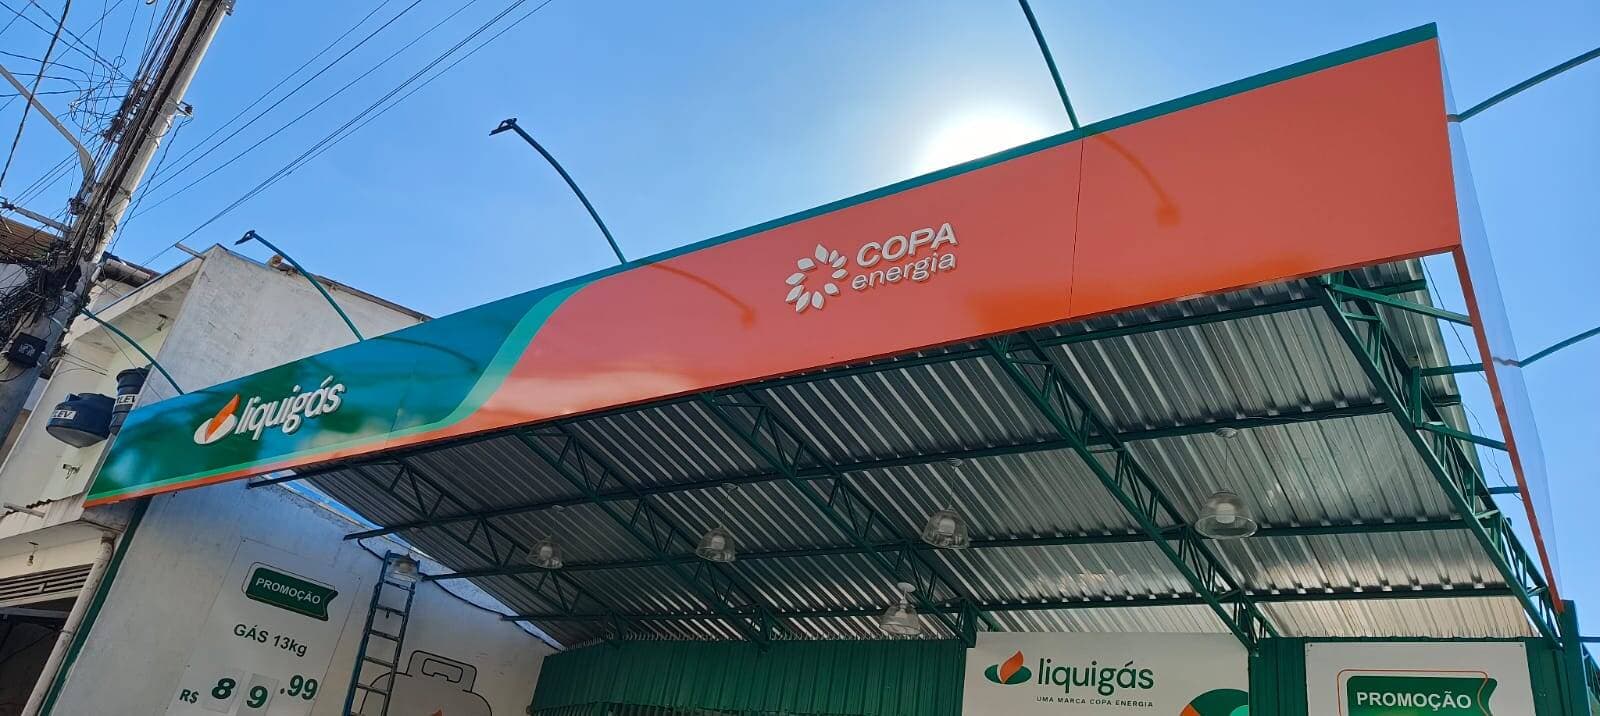 COPA
energia
liquigás
PROMOÇÃO
GÁS 13kg
R$ 89.99
liquigás
UMA MARCA COPA ENERGIA
PROMOÇÃO